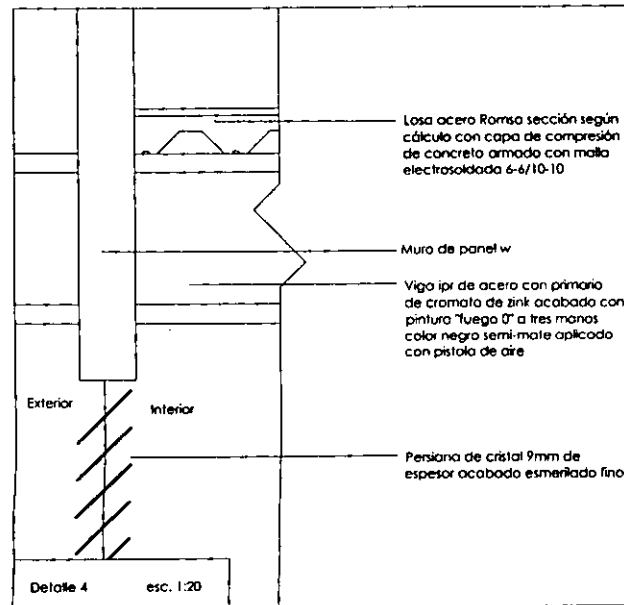 Losa acero Romsa sección según
cálculo con capa de compresión
de concreto armado con malla
electrosoldada 6-6/10-10
Muro de panel w
Viga ipr de acero con primario
de cromato de zink acabado con
pintura "fuego 0" a tres manos
color negro semi-mate aplicado
con pistola de aire
Exterior
Interior
Persiana de cristal 9mm de
espesor acabado esmerilado fino
Detalle 4
esc. 1:20